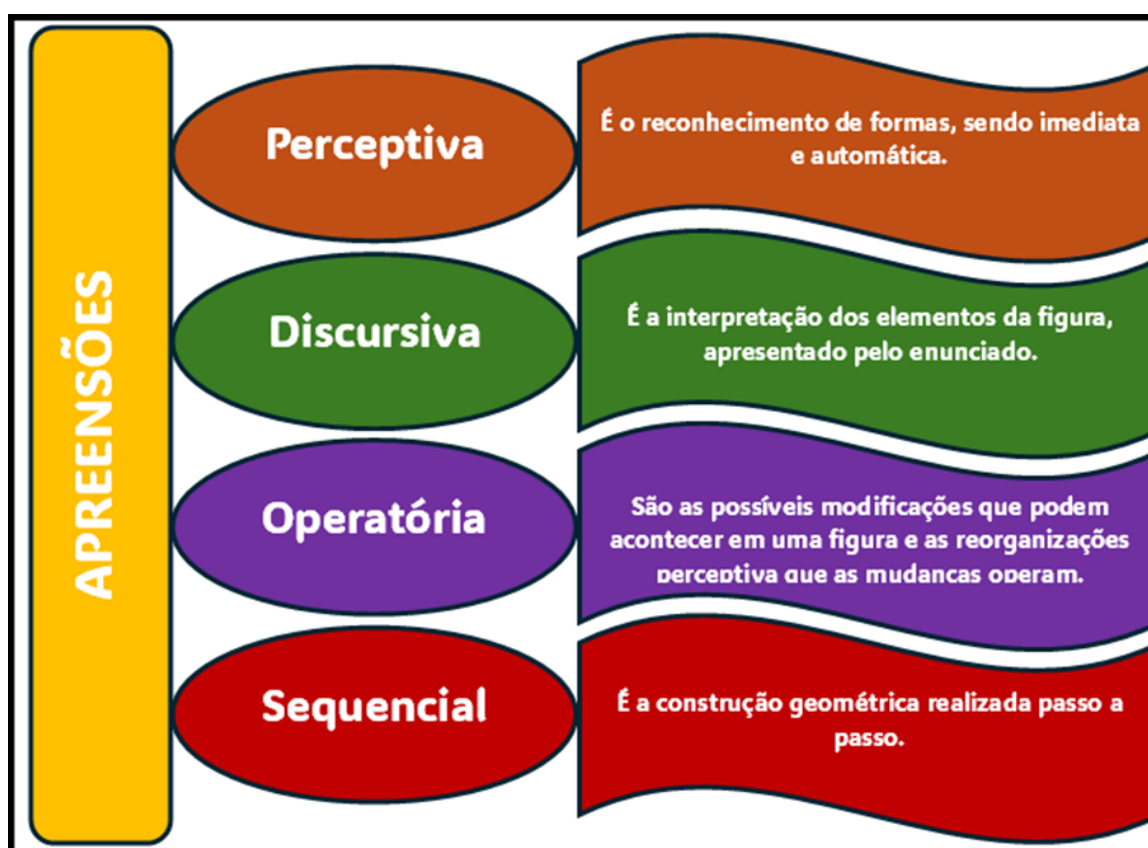 APREENSÕES
Perceptiva
É o reconhecimento de formas, sendo imediata
e automática.
Discursiva
É a interpretação dos elementos da figura,
apresentado pelo enunciado.
Operatória
São as possíveis modificações que podem
acontecer em uma figura e as reorganizações
perceptiva que as mudanças operam.
Sequencial
É a construção geométrica realizada passo a
passo.